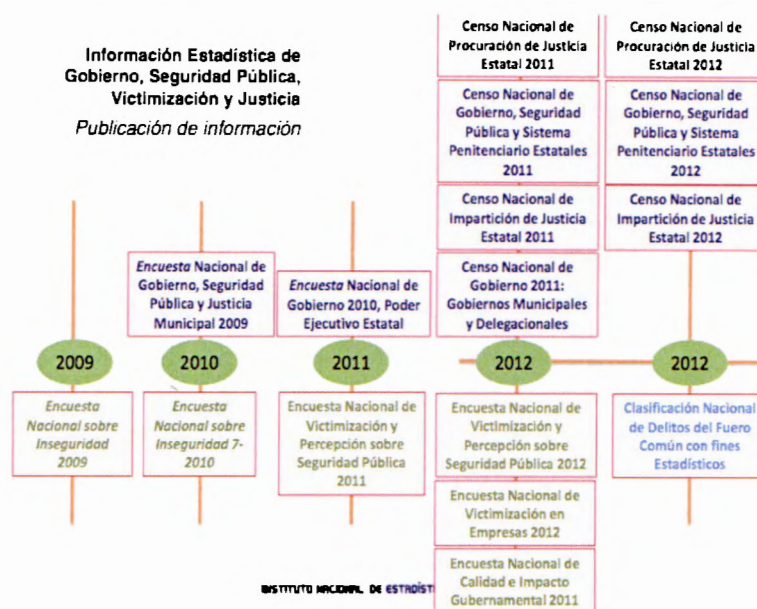 Información Estadística de
Gobierno, Seguridad Pública,
Victimización y Justicia
Publicación de información
Censo Nacional de
Procuración de Justicia
Estatal 2011
Censo Nacional de
Procuración de Justicia
Estatal 2012
Censo Nacional de
Gobierno, Seguridad
Pública y Sistema
Penitenciario Estatales
2011
Censo Nacional de
Gobierno, Seguridad
Pública y Sistema
Penitenciario Estatales
2012
Censo Nacional de
Impartición de Justicia
Estatal 2011
Censo Nacional de
Impartición de Justicia
Estatal 2012
Encuesta Nacional de
Gobierno, Seguridad
Pública y Justicia
Municipal 2009
Encuesta Nacional de
Gobierno 2010, Poder
Ejecutivo Estatal
Censo Nacional de
Gobierno 2011:
Gobiernos Municipales
y Delegacionales
2009
2010
2011
2012
2012
Encuesta
Nacional sobre
Inseguridad
2009
Encuesta
Nacional sobre
Inseguridad 7-
2010
Encuesta Nacional de
Victimización y
Percepción sobre
Seguridad Pública
2011
Encuesta Nacional de
Victimización y
Percepción sobre
Seguridad Pública 2012
Clasificación Nacional
de Delitos del Fuero
Común con fines
Estadísticos
Encuesta Nacional de
Victimización en
Empresas 2012
Encuesta Nacional de
Calidad e Impacto
Gubernamental 2011
INSTITUTO NACIONAL DE ESTADÍSTI